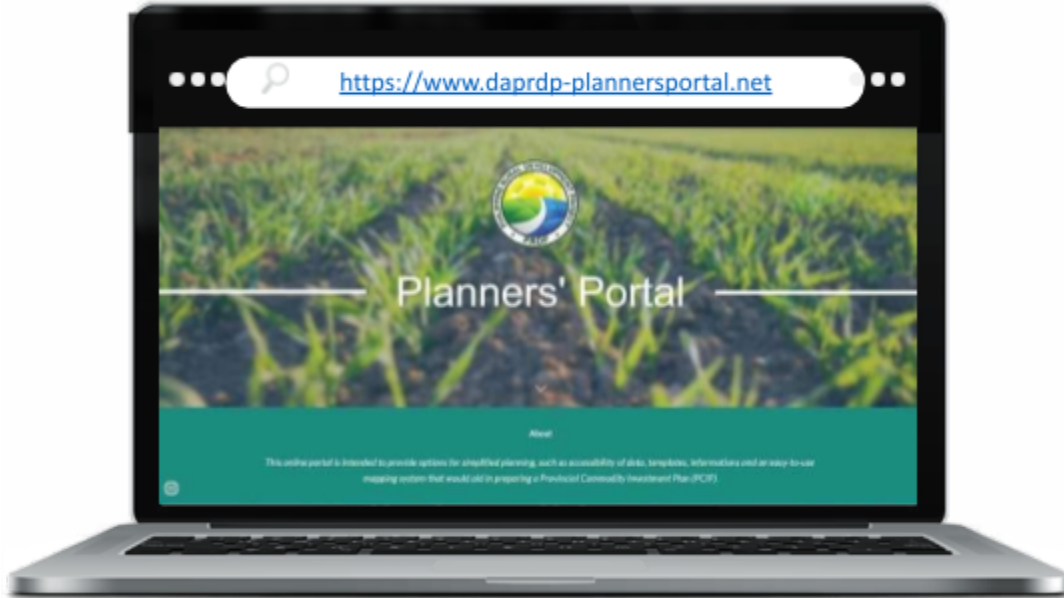 https://www.daprdp-plannersportal.net
Planners' Portal
About
This online portal is intended to provide options for simplified planning, such as accessibility of data, templates, informations and an easy-to-use
mapping system that would aid in preparing a Provincial Commodity Investment Plan (PCIP).